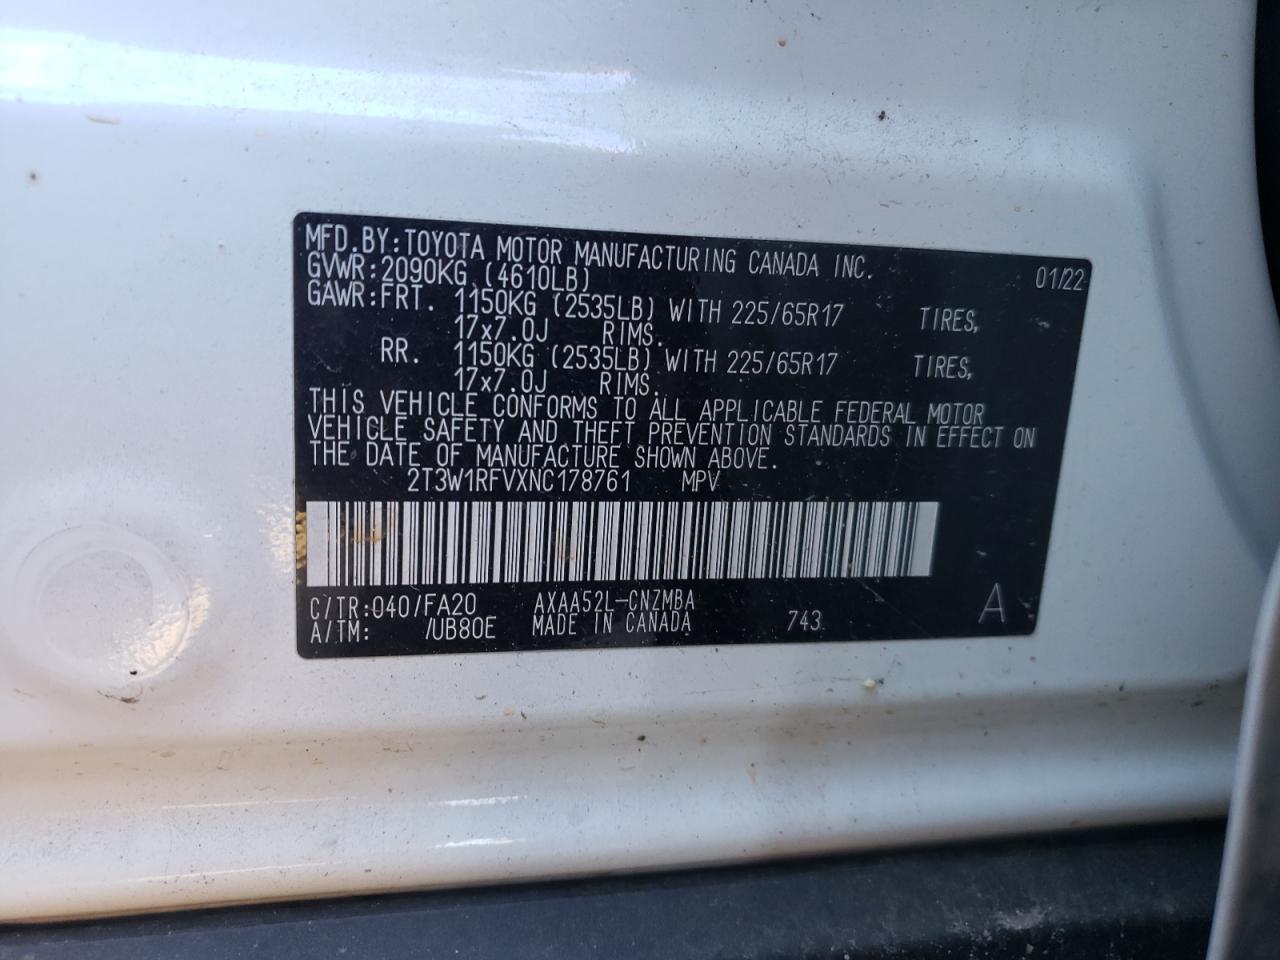 MFD.BY:TOYOTA MOTOR MANUFACTURING CANADA INC. 01/22
GVWR:2090KG (4610LB)
GAWR:FRT. 1150KG (2535LB) WITH 225/65R17 TIRES,
17x7.0J RIMS.
RR. 1150KG (2535LB) WITH 225/65R17 TIRES,
17x7.0J RIMS.
THIS VEHICLE CONFORMS TO ALL APPLICABLE FEDERAL MOTOR
VEHICLE SAFETY AND THEFT PREVENTION STANDARDS IN EFFECT ON
THE DATE OF MANUFACTURE SHOWN ABOVE.
2T3W1RFVXNC178761 MPV
C/TR:040/FA20 AXAA52L-CNZMBA
A/TM: /UB80E MADE IN CANADA 743 A